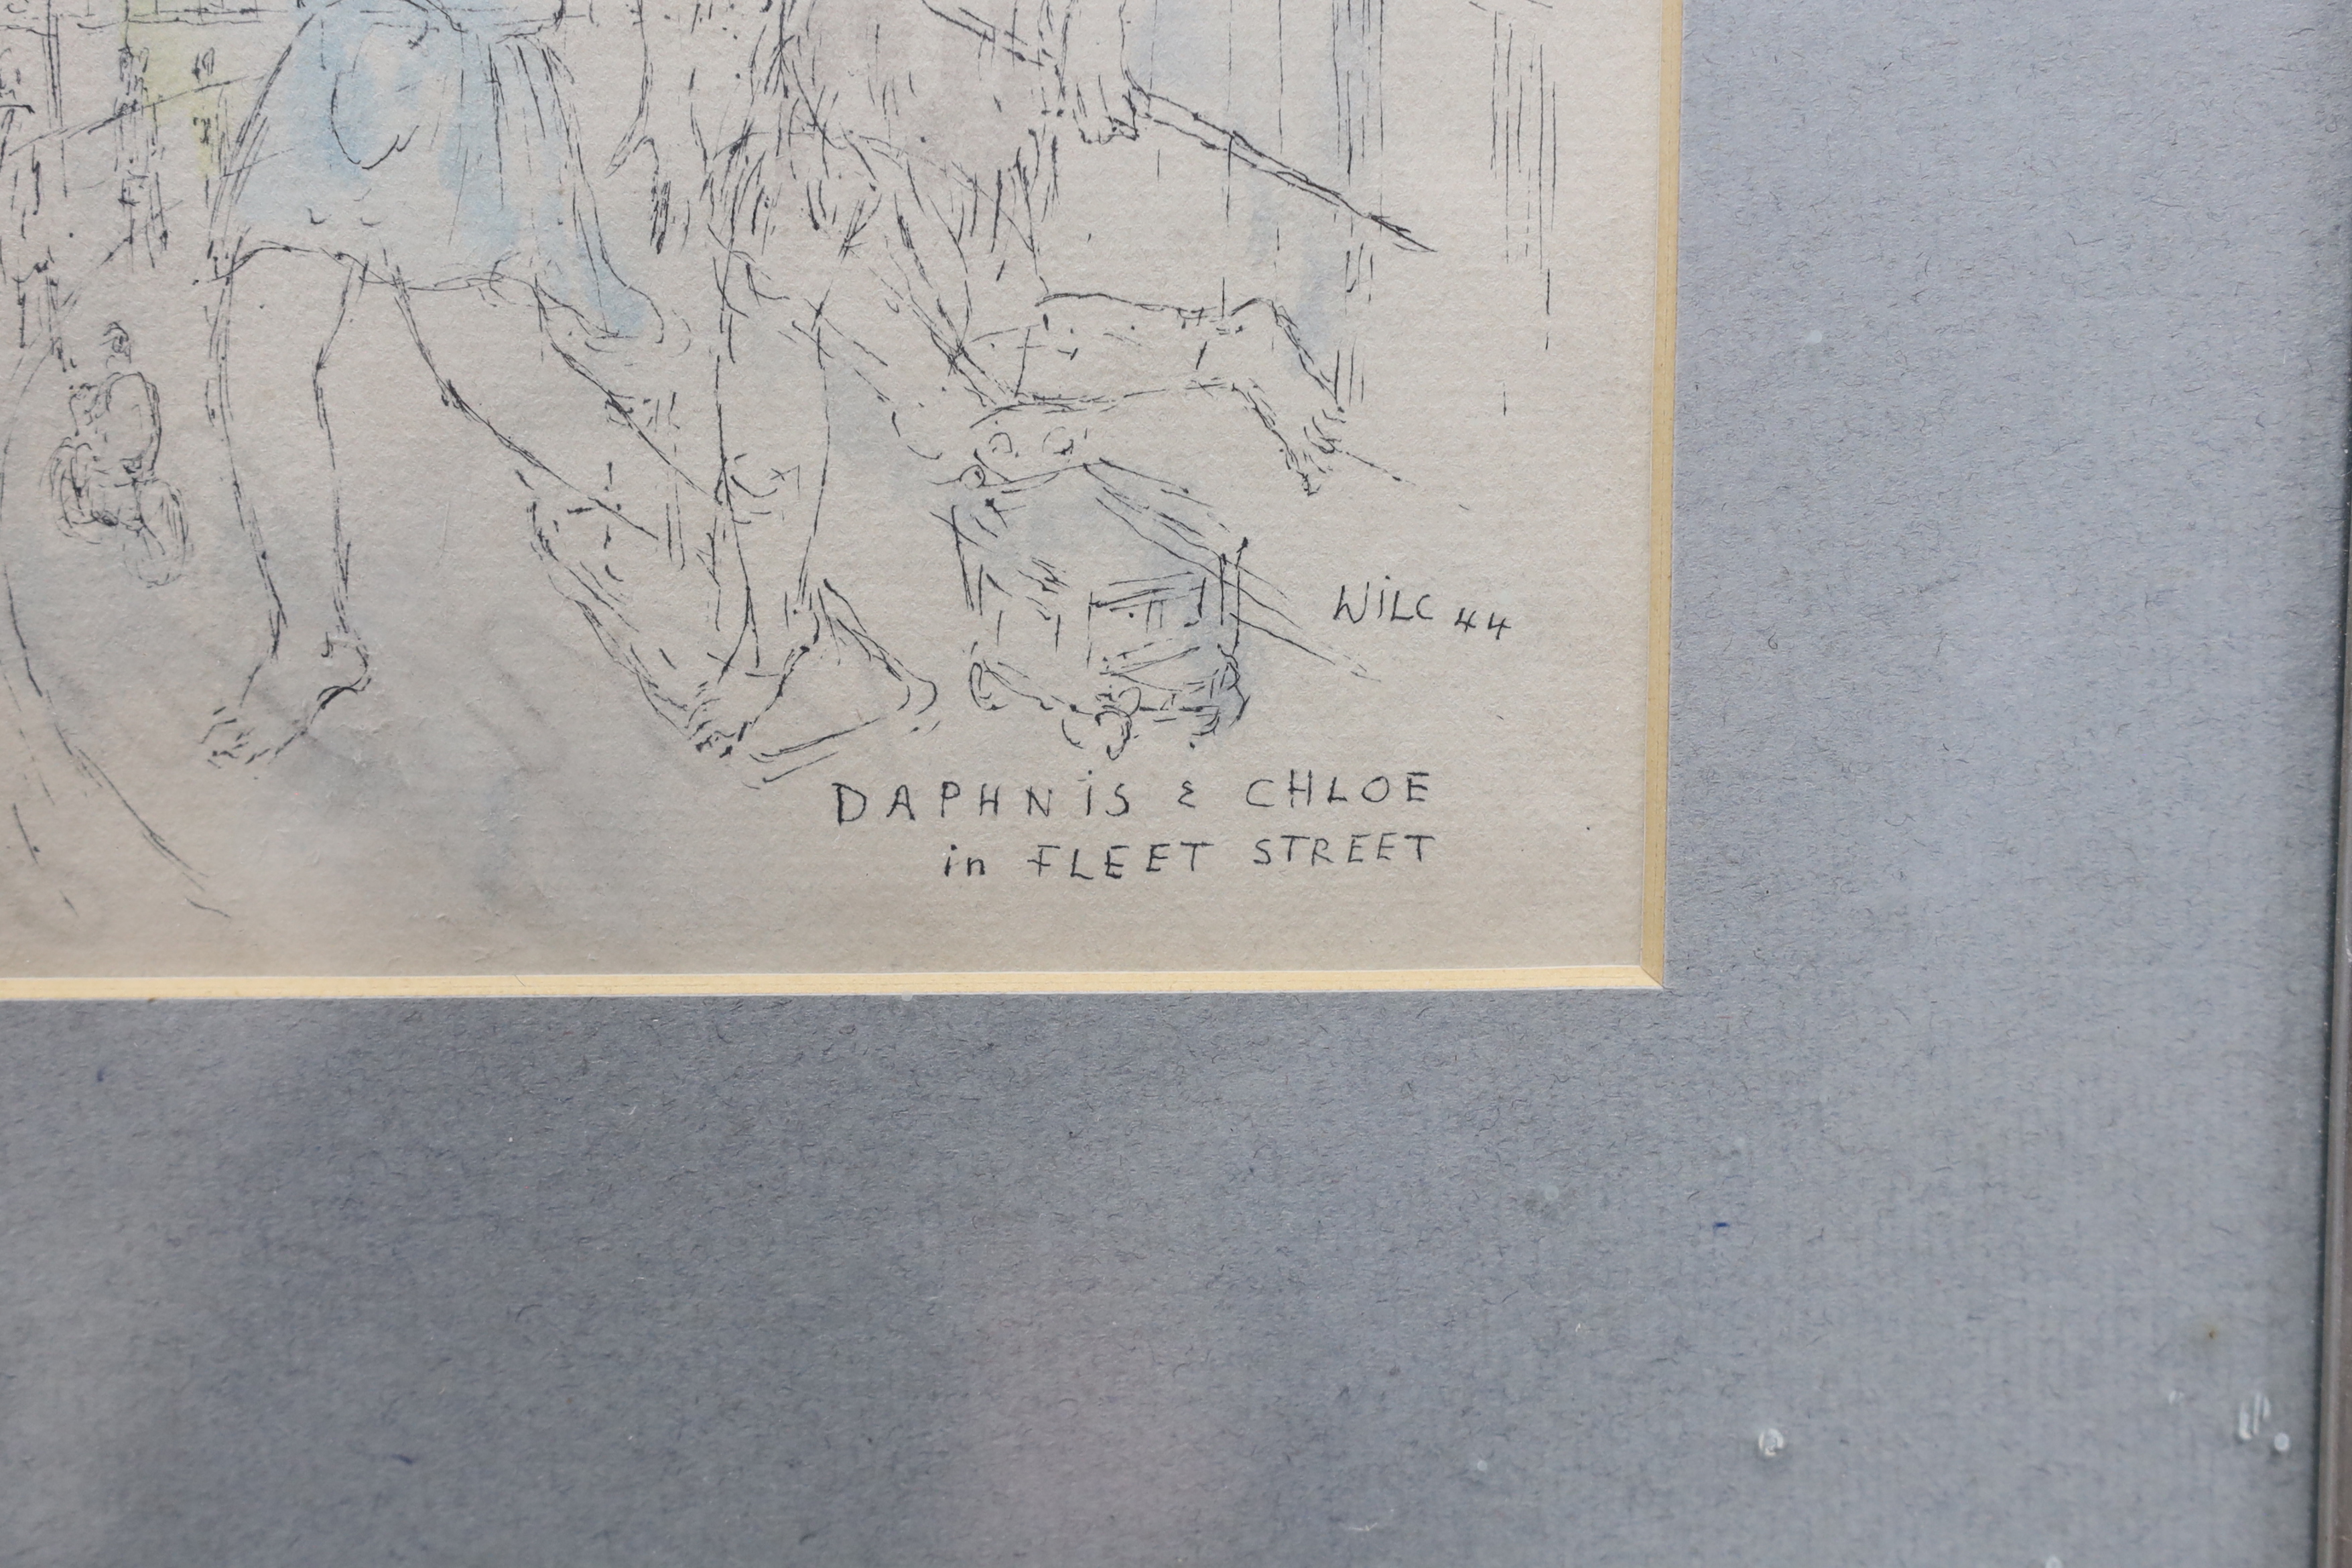 WiLC 44
DAPHNiS & CHLOE
in FLEET STREET